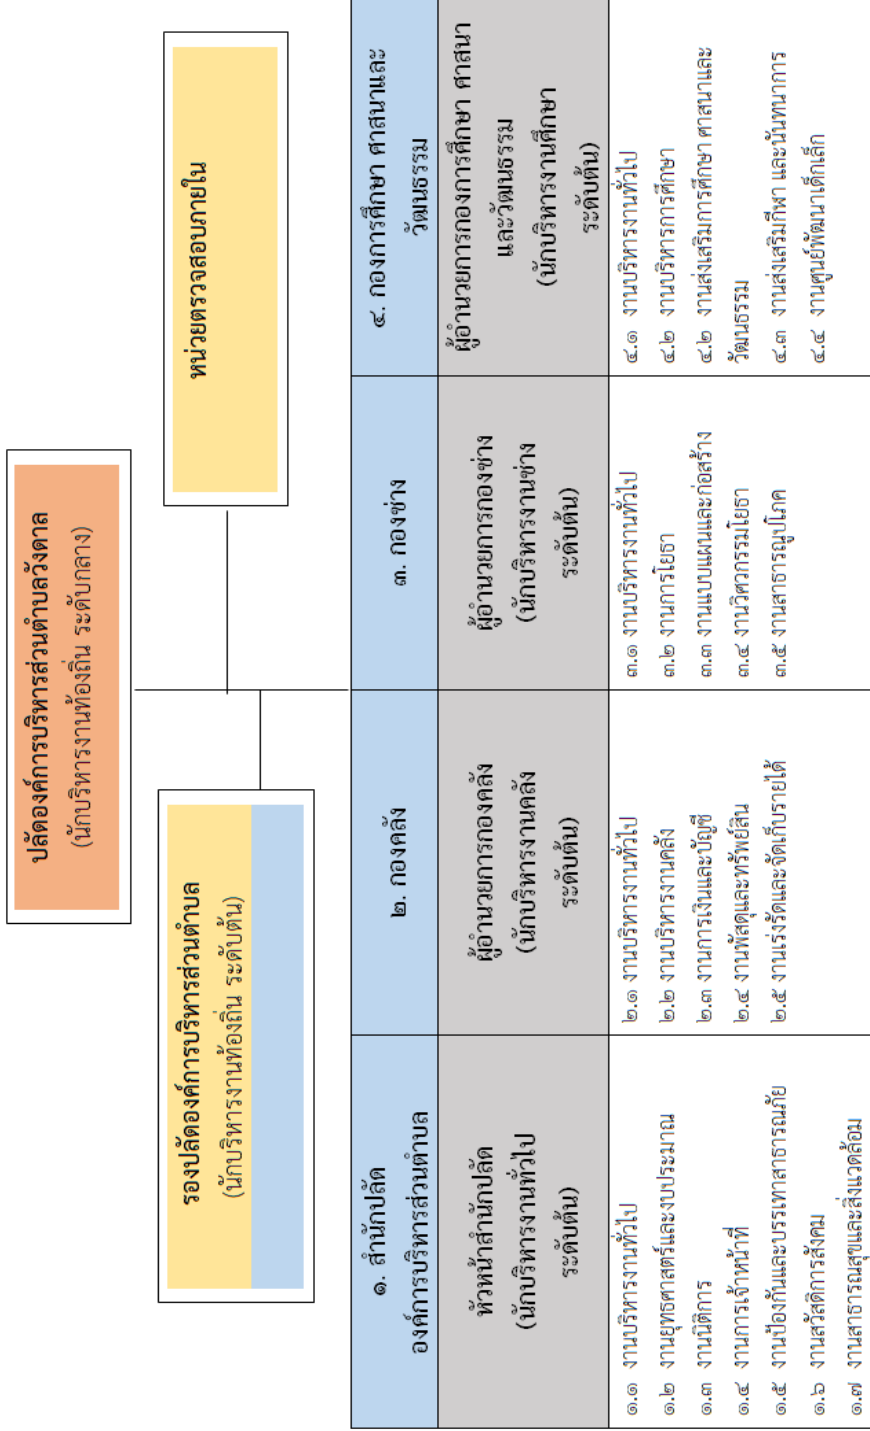 ปลัดองค์การบริหารส่วนตำบลวังตาล
(นักบริหารงานท้องถิ่น ระดับกลาง)
รองปลัดองค์การบริหารส่วนตำบล
(นักบริหารงานท้องถิ่น ระดับต้น)
หน่วยตรวจสอบภายใน
๑. สำนักปลัด
องค์การบริหารส่วนตำบล
หัวหน้าสำนักปลัด
(นักบริหารงานทั่วไป
ระดับต้น)
๑.๑ งานบริหารงานทั่วไป
๑.๒ งานยุทธศาสตร์และงบประมาณ
๑.๓ งานนิติการ
๑.๔ งานการเจ้าหน้าที่
๑.๕ งานป้องกันและบรรเทาสาธารณภัย
๑.๖ งานสวัสดิการสังคม
๑.๗ งานสาธารณสุขและสิ่งแวดล้อม
๒. กองคลัง
ผู้อำนวยการกองคลัง
(นักบริหารงานคลัง
ระดับต้น)
๒.๑ งานบริหารงานทั่วไป
๒.๒ งานบริหารงานคลัง
๒.๓ งานการเงินและบัญชี
๒.๔ งานพัสดุและทรัพย์สิน
๒.๕ งานเร่งรัดและจัดเก็บรายได้
๓. กองช่าง
ผู้อำนวยการกองช่าง
(นักบริหารงานช่าง
ระดับต้น)
๓.๑ งานบริหารงานทั่วไป
๓.๒ งานการโยธา
๓.๓ งานแบบแผนและก่อสร้าง
๓.๔ งานวิศวกรรมโยธา
๓.๕ งานสาธารณูปโภค
๔. กองการศึกษา ศาสนาและ
วัฒนธรรม
ผู้อำนวยการกองการศึกษา ศาสนา
และวัฒนธรรม
(นักบริหารงานศึกษา
ระดับต้น)
๔.๑ งานบริหารงานทั่วไป
๔.๒ งานบริหารการศึกษา
๔.๒ งานส่งเสริมการศึกษา ศาสนาและ
วัฒนธรรม
๔.๓ งานส่งเสริมกีฬา และนันทนาการ
๔.๔ งานศูนย์พัฒนาเด็กเล็ก